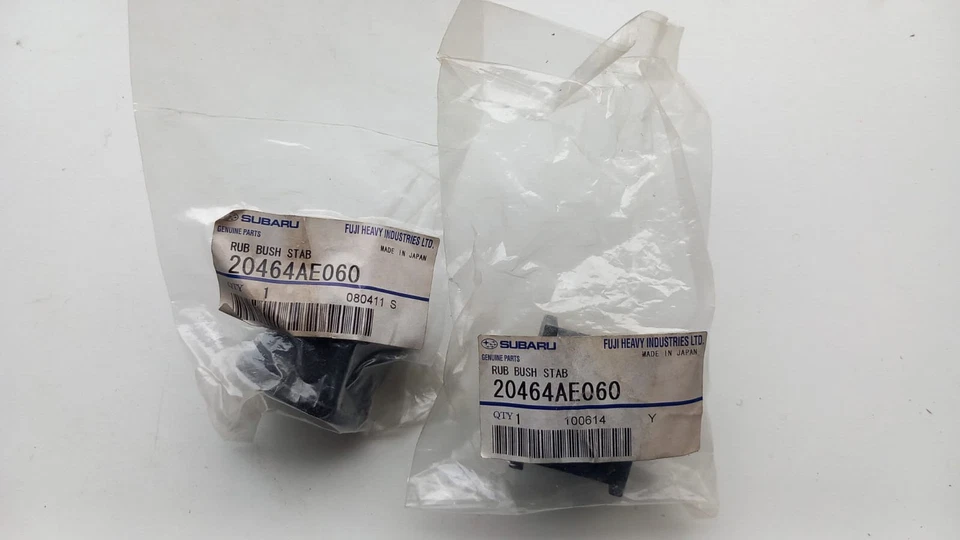 SUBARU
FUJI HEAVY INDUSTRIES LTD.
GENUINE PARTS
MADE IN JAPAN
RUB BUSH STAB
20464AE060
QTY 1
080411 S
SUBARU
FUJI HEAVY INDUSTRIES LTD.
GENUINE PARTS
MADE IN JAPAN
RUB BUSH STAB
20464AE060
QTY 1 100614 Y